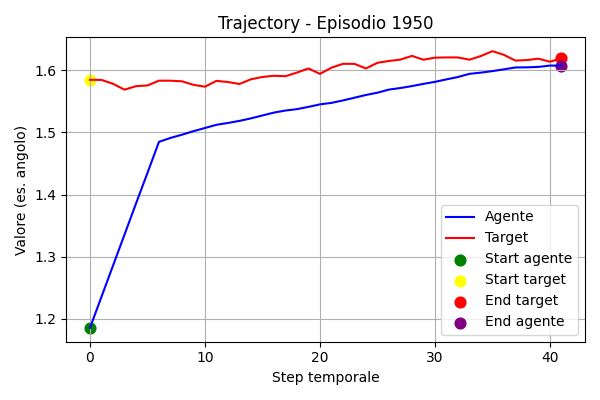 Trajectory - Episodio 1950
Valore (es. angolo)
1.6
1.5
1.4
1.3
1.2
0
10
20
30
40
Step temporale
Agente
Target
Start agente
Start target
End target
End agente